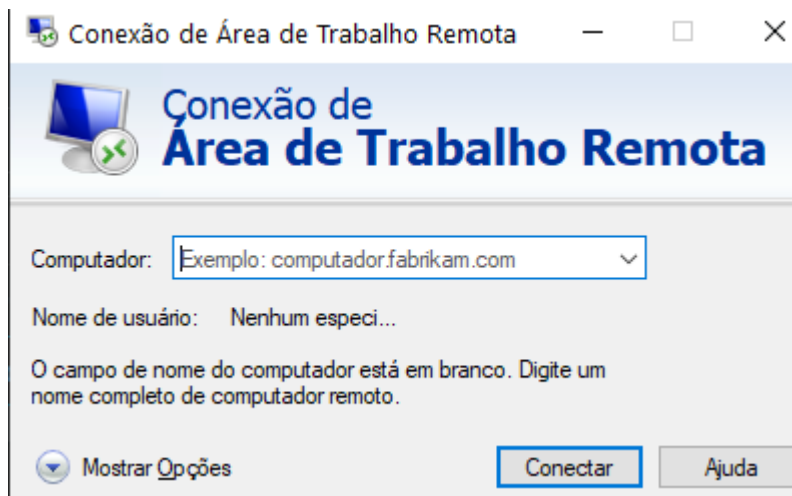 Conexão de Área de Trabalho Remota
Conexão de
Área de Trabalho Remota
Computador: Exemplo: computador.fabrikam.com
Nome de usuário: Nenhum especi...
O campo de nome do computador está em branco. Digite um
nome completo de computador remoto.
Mostrar Opções Conectar Ajuda